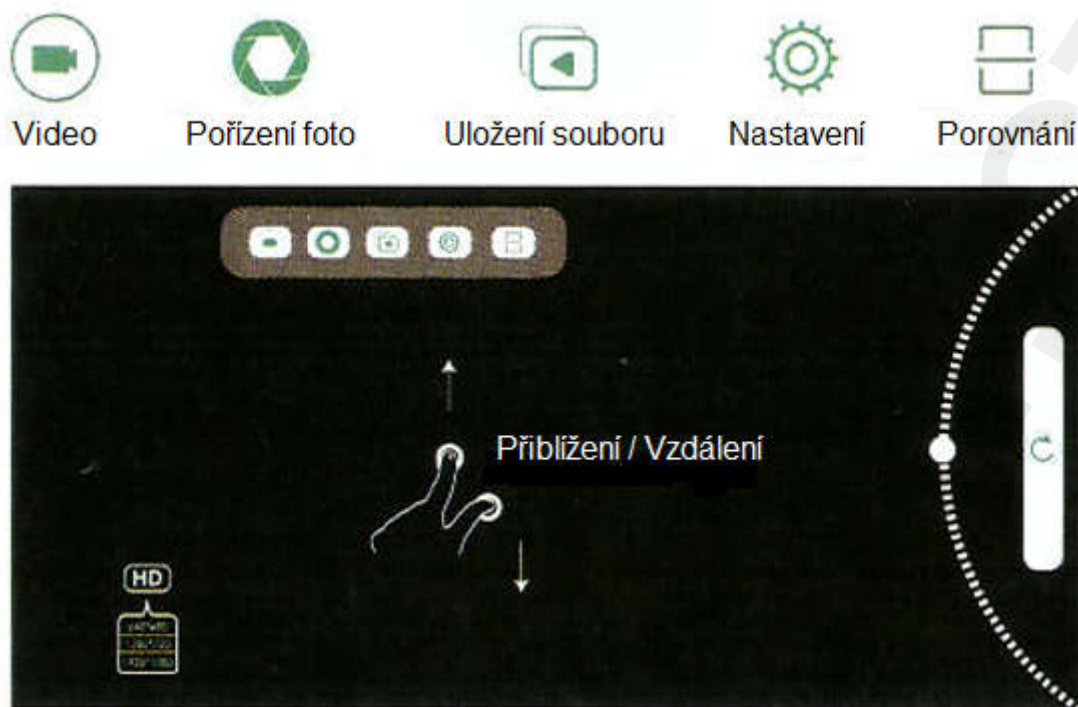 Video
Pořízení foto
Uložení souboru
Nastavení
Porovnání
Přiblížení / Vzdálení
HD